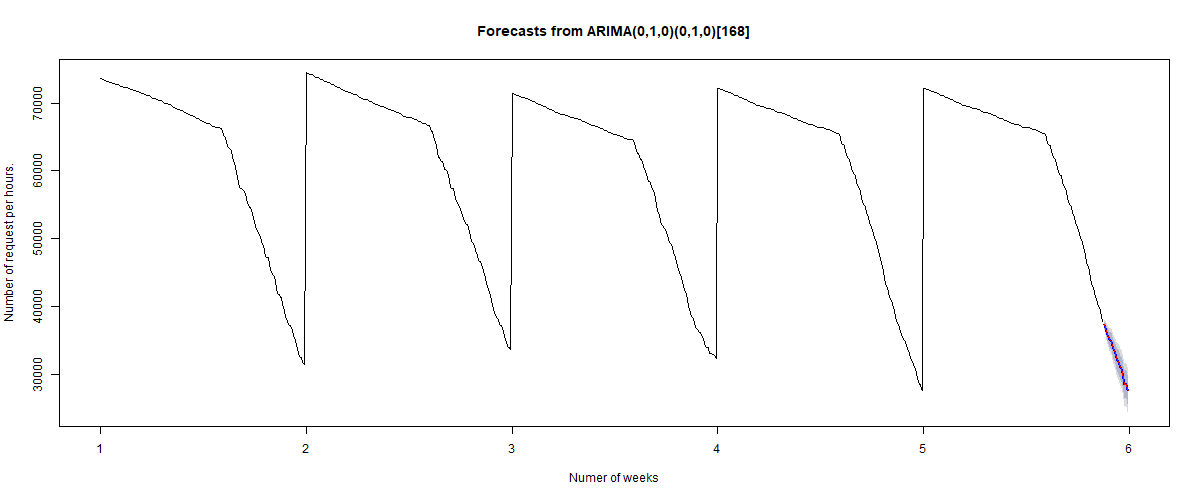 Forecasts from ARIMA(0,1,0)(0,1,0)[168]
Number of request per hours.
70000
60000
50000
40000
30000
1 2 3 4 5 6
Numer of weeks